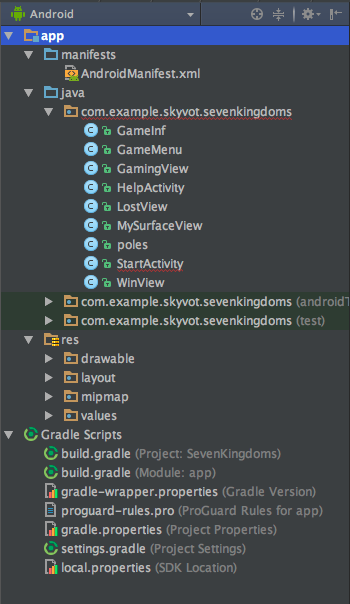 Android
app
manifests
AndroidManifest.xml
java
com.example.skyvot.sevenkingdoms
GameInf
GameMenu
GamingView
HelpActivity
LostView
MySurfaceView
poles
StartActivity
WinView
com.example.skyvot.sevenkingdoms (androidT
com.example.skyvot.sevenkingdoms (test)
res
drawable
layout
mipmap
values
Gradle Scripts
build.gradle (Project: SevenKingdoms)
build.gradle (Module: app)
gradle-wrapper.properties (Gradle Version)
proguard-rules.pro (ProGuard Rules for app)
gradle.properties (Project Properties)
settings.gradle (Project Settings)
local.properties (SDK Location)